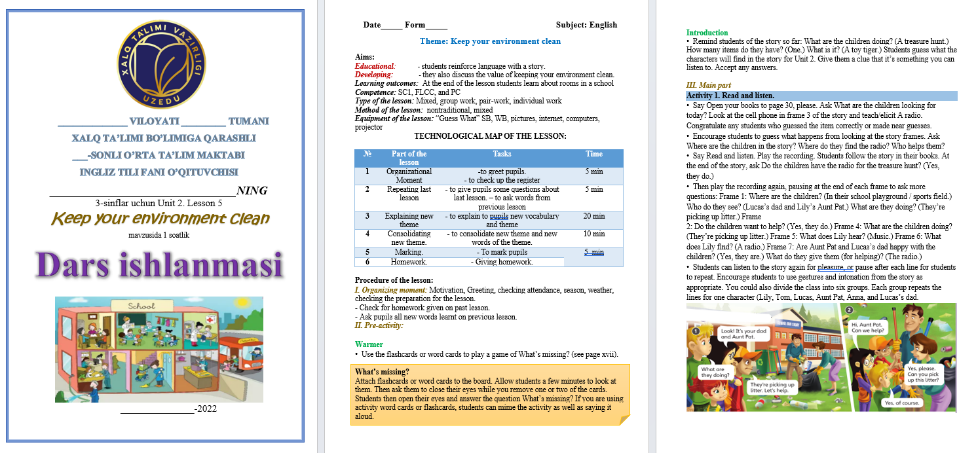 XALQ TA'LIMI VAZIRLIGI
UZEDU
____________ VILOYATI ________ TUMANI
XALQ TA'LIMI BO'LIMIGA QARASHLI
___-SONLI O'RTA TA'LIM MAKTABI
INGLIZ TILI FANI O'QITUVCHISI
______________________________NING
3-sinflar uchun Unit 2. Lesson 5
Keep your environment clean
mavzusida 1 soatlik
Dars ishlanmasi
School
______________-2022
Date_____ Form_____ Subject: English
Theme: Keep your environment clean
Aims:
Educational: - students reinforce language with a story.
Developing: - they also discuss the value of keeping your environment clean.
Learning outcomes: At the end of the lesson students learn about rooms in a school
Competence: SC1, FLCC, and PC
Type of the lesson: Mixed, group work, pair-work, individual work
Method of the lesson: nontraditional, mixed
Equipment of the lesson: "Guess What" SB, WB, pictures, internet, computers,
projector
TECHNOLOGICAL MAP OF THE LESSON:
№ Part of the lesson Tasks Time
1 Organizational Moment -to greet pupils. - to check up the register 5 min
2 Repeating last lesson - to give pupils some questions about last lesson. – to ask words from previous lesson 5 min
3 Explaining new theme - to explain to pupils new vocabulary and theme 20 min
4 Consolidating new theme. - to consolidate new theme and new words of the theme. 10 min
5 Marking. - To mark pupils 5 min
6 Homework. - Giving homework.
Procedure of the lesson:
I. Organizing moment: Motivation, Greeting, checking attendance, season, weather,
checking the preparation for the lesson.
- Check for homework given on past lesson.
- Ask pupils all new words learnt on previous lesson.
II. Pre-activity:
Warmer
• Use the flashcards or word cards to play a game of What's missing? (see page xvii).
What's missing?
Attach flashcards or word cards to the board. Allow students a few minutes to look at
them. Then ask them to close their eyes while you remove one or two of the cards.
Students then open their eyes and answer the question What's missing? If you are using
activity word cards or flashcards, students can mime the activity as well as saying it
aloud.
Introduction
• Remind students of the story so far: What are the children doing? (A treasure hunt.)
How many items do they have? (One.) What is it? (A toy tiger.) Students guess what the
characters will find in the story for Unit 2. Give them a clue that it's something you can
listen to. Accept any answers.
III. Main part
Activity 1. Read and listen.
• Say Open your books to page 30, please. Ask What are the children looking for
today? Look at the cell phone in frame 3 of the story and teach/elicit A radio.
Congratulate any students who guessed the item correctly or made near guesses.
• Encourage students to guess what happens from looking at the story frames. Ask
Where are the children in the story? Where do they find the radio? Who helps them?
• Say Read and listen. Play the recording. Students follow the story in their books. At
the end of the story, ask Do the children have the radio for the treasure hunt? (Yes,
they do.)
• Then play the recording again, pausing at the end of each frame to ask more
questions: Frame 1: Where are the children? (In their school playground / sports field.)
Who do they see? (Lucas's dad and Lily's Aunt Pat.) What are they doing? (They're
picking up litter.) Frame
2: Do the children want to help? (Yes, they do.) Frame 4: What are the children doing?
(They're picking up litter.) Frame 5: What does Lily hear? (Music.) Frame 6: What
does Lily find? (A radio.) Frame 7: Are Aunt Pat and Lucas's dad happy with the
children? (Yes, they are.) What do they give them (for helping)? (The radio.)
• Students can listen to the story again for pleasure, or pause after each line for students
to repeat. Encourage students to use gestures and intonation from the story as
appropriate. You could also divide the class into six groups. Each group repeats the
lines for one character (Lily, Tom, Lucas, Aunt Pat, Anna, and Lucas's dad.
1
Look! It's your dad
and Aunt Pat.
What are
they doing?
They're picking
up litter. Let's help.
2
Hi, Aunt Pat.
Can we help?
Yes, please.
Can you pick
up this litter?
Yes, of course.